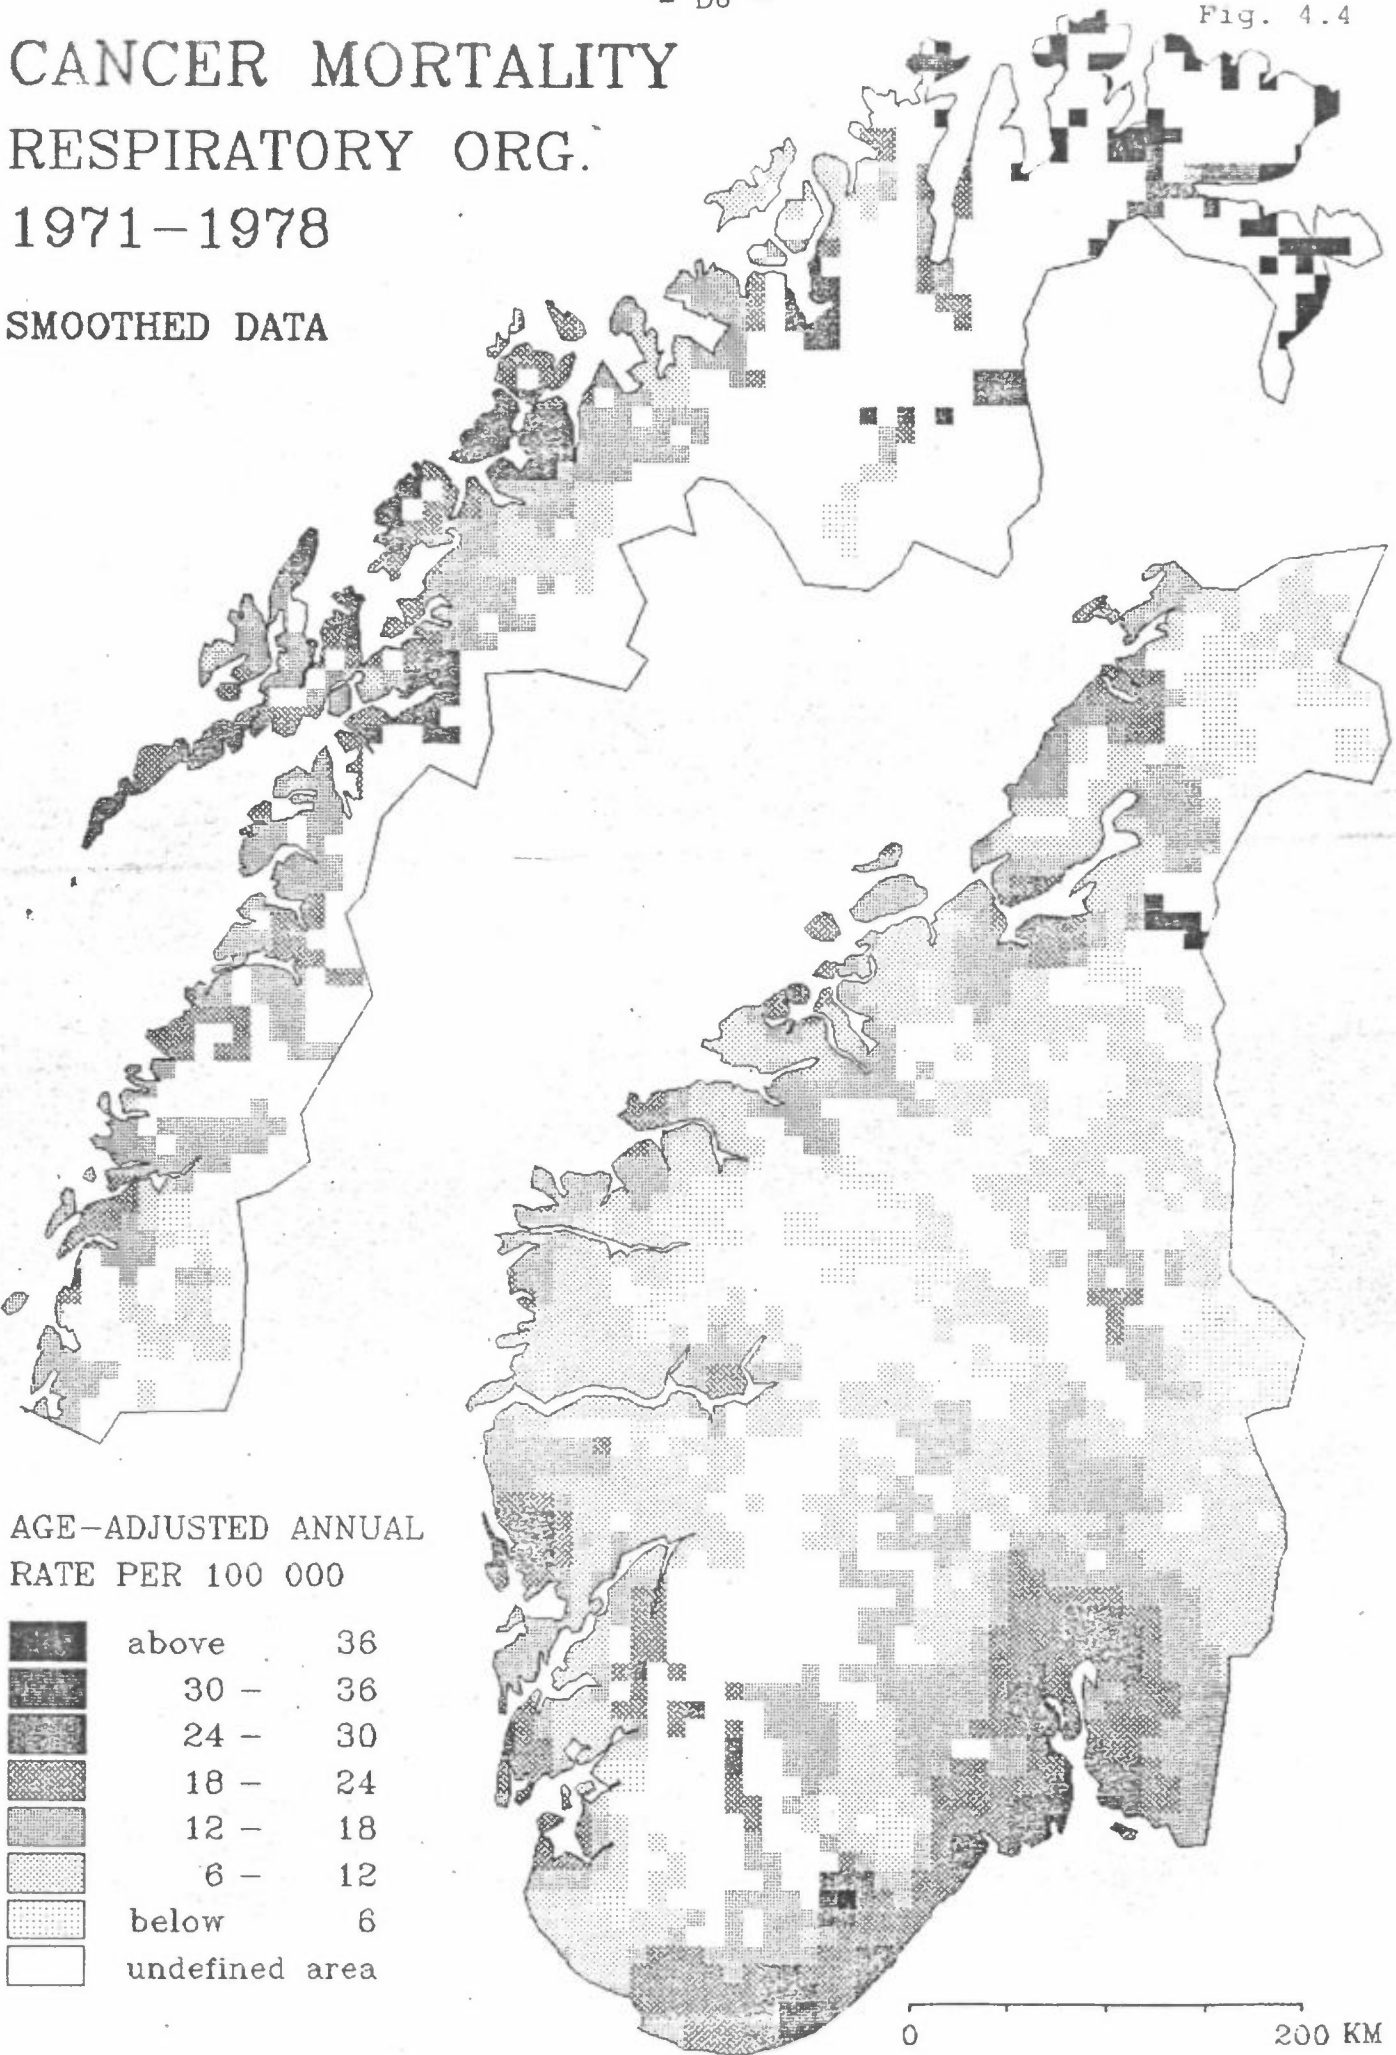 Fig. 4.4
CANCER MORTALITY
RESPIRATORY ORG.
1971-1978
SMOOTHED DATA
AGE-ADJUSTED ANNUAL
RATE PER 100 000
above 36
30 - 36
24 - 30
18 - 24
12 - 18
6 - 12
below 6
undefined area
0 200 KM